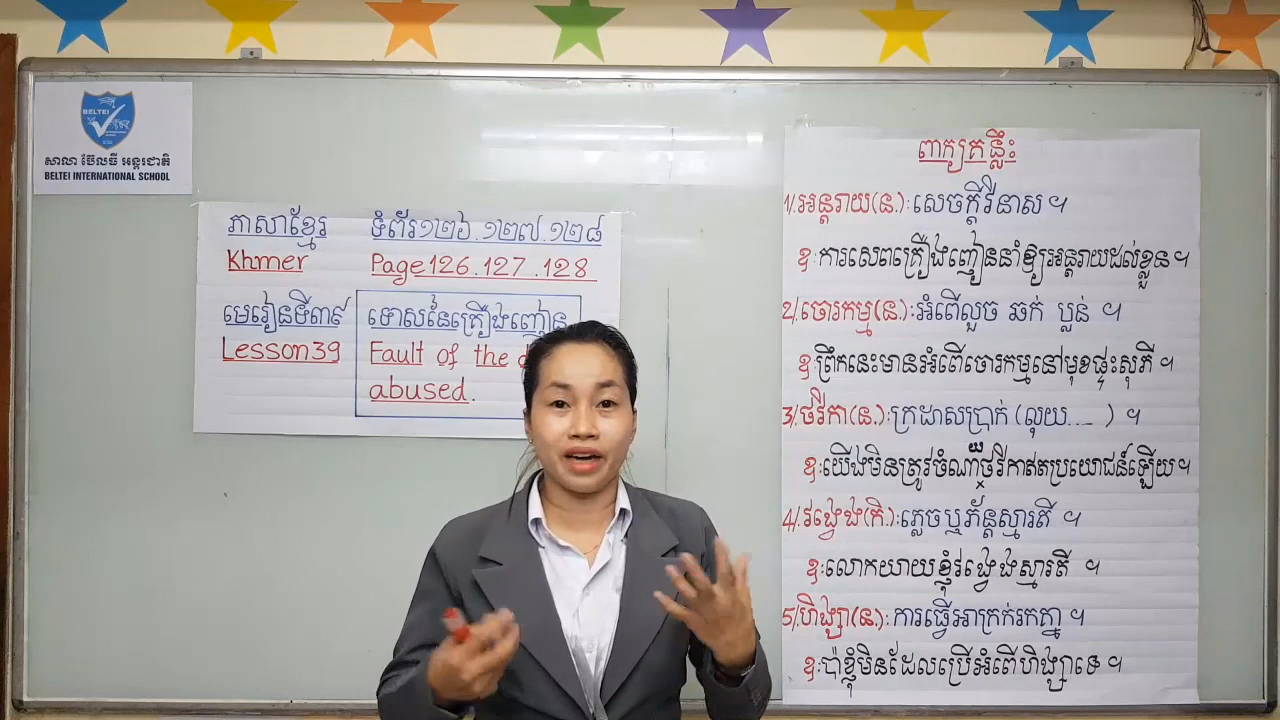 BELTEI
សាលា ប៊ែលធី អន្តរជាតិ
BELTEI INTERNATIONAL SCHOOL
ភាសាខ្មែរ ទំព័រ១២៦.១២៧.១២៨
Khmer Page 126.127.128
មេរៀនទី៣៩ ទោសនៃគ្រឿងញៀន
Lesson 39 Fault of the
abused.
ពាក្យគន្លឹះ
1/.អន្តរាយ(ន.):សេចក្ដីវិនាស ។
ឧ:ការសេពគ្រឿងញៀននាំឱ្យអន្តរាយដល់ខ្លួន។
2/.ចោរកម្ម(ន.):អំពើលួច ឆក់ ប្លន់ ។
ឧ:ព្រឹកនេះមានអំពើចោរកម្មនៅមុខផ្ទះសុភី
3/.ថវិកា(ន.):ក្រដាសប្រាក់ (លុយ....) ។
ឧ:យើងមិនត្រូវចំណាយថវិកាឥតប្រយោជន៍ឡើយ។
4/.វង្វេង(កិ.):ភ្លេចឬភ័ន្តស្មារតី ។
ឧ:លោកយាយខ្ញុំវង្វេងស្មារតី ។
5/.ហិង្សា(ន.):ការធ្វើអាក្រក់រកគ្នា ។
ឧ:ប៉ាខ្ញុំមិនដែលប្រើអំពើហិង្សាទេ ។